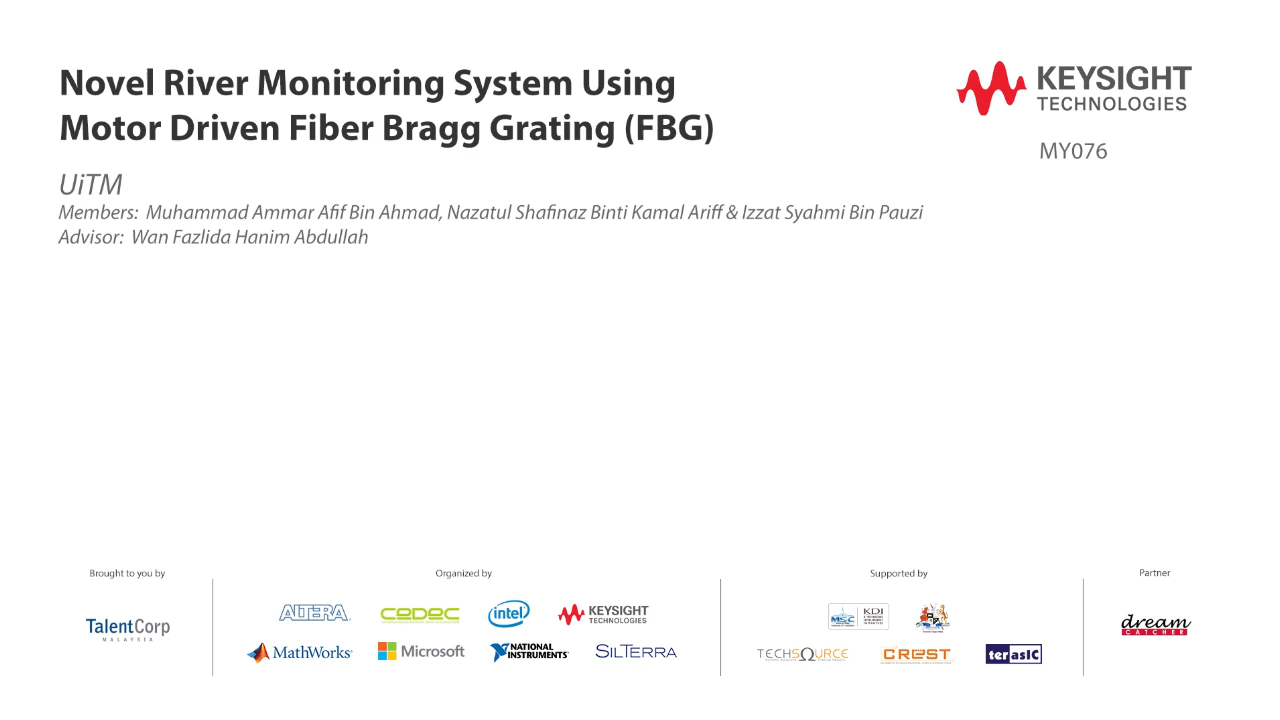 Novel River Monitoring System Using
Motor Driven Fiber Bragg Grating (FBG)
KEYSIGHT
TECHNOLOGIES
MY076
UiTM
Members: Muhammad Ammar Afif Bin Ahmad, Nazatul Shafinaz Binti Kamal Ariff & Izzat Syahmi Bin Pauzi
Advisor: Wan Fazlida Hanim Abdullah
Brought to you by
TalentCorp
MALAYSIA
Organized by
ALTERA
CEDEC
intel
KEYSIGHT
TECHNOLOGIES
MathWorks
Microsoft
NATIONAL
INSTRUMENTS
SILTERRA
Supported by
MSC
KDI
TECHSOURCE
CREST
terasIC
Partner
dream
CATCHER